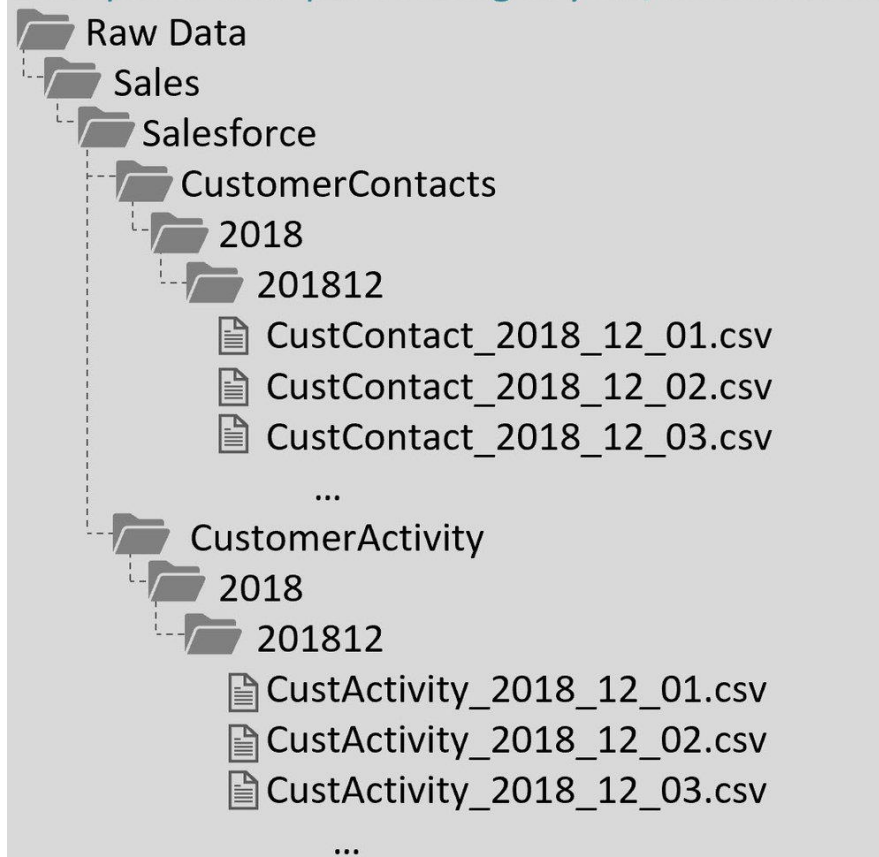 Raw Data
Sales
Salesforce
CustomerContacts
2018
201812
CustContact_2018_12_01.csv
CustContact_2018_12_02.csv
CustContact_2018_12_03.csv
...
CustomerActivity
2018
201812
CustActivity_2018_12_01.csv
CustActivity_2018_12_02.csv
CustActivity_2018_12_03.csv
...